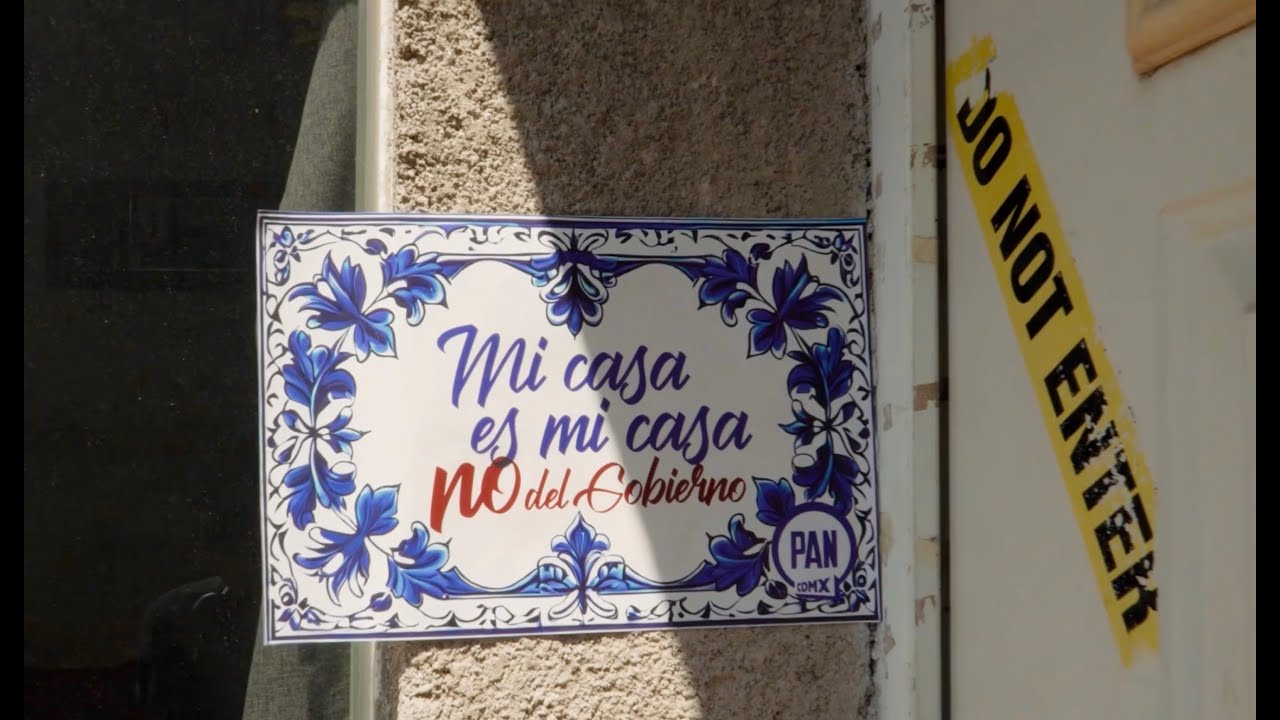 Mi casa
es mi casa
no del Gobierno
PAN
CDMX
DO NOT ENTER